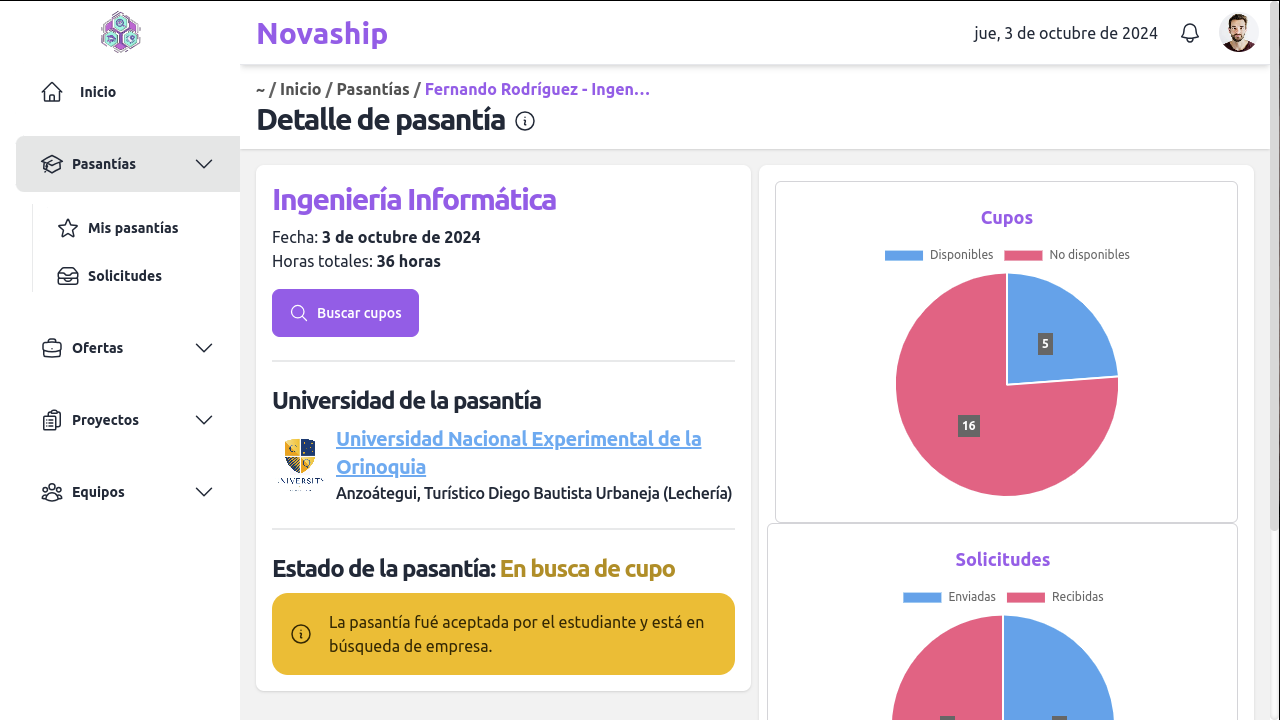 Novaship
jue, 3 de octubre de 2024
Inicio
Pasantías
Mis pasantías
Solicitudes
Ofertas
Proyectos
Equipos
~ / Inicio / Pasantías / Fernando Rodríguez - Ingen…
Detalle de pasantía
Ingeniería Informática
Fecha: 3 de octubre de 2024
Horas totales: 36 horas
Buscar cupos
Universidad de la pasantía
Universidad Nacional Experimental de la
Orinoquia
Anzoátegui, Turístico Diego Bautista Urbaneja (Lechería)
Estado de la pasantía: En busca de cupo
La pasantía fué aceptada por el estudiante y está en
búsqueda de empresa.
Cupos
Disponibles No disponibles
5
16
Solicitudes
Enviadas Recibidas